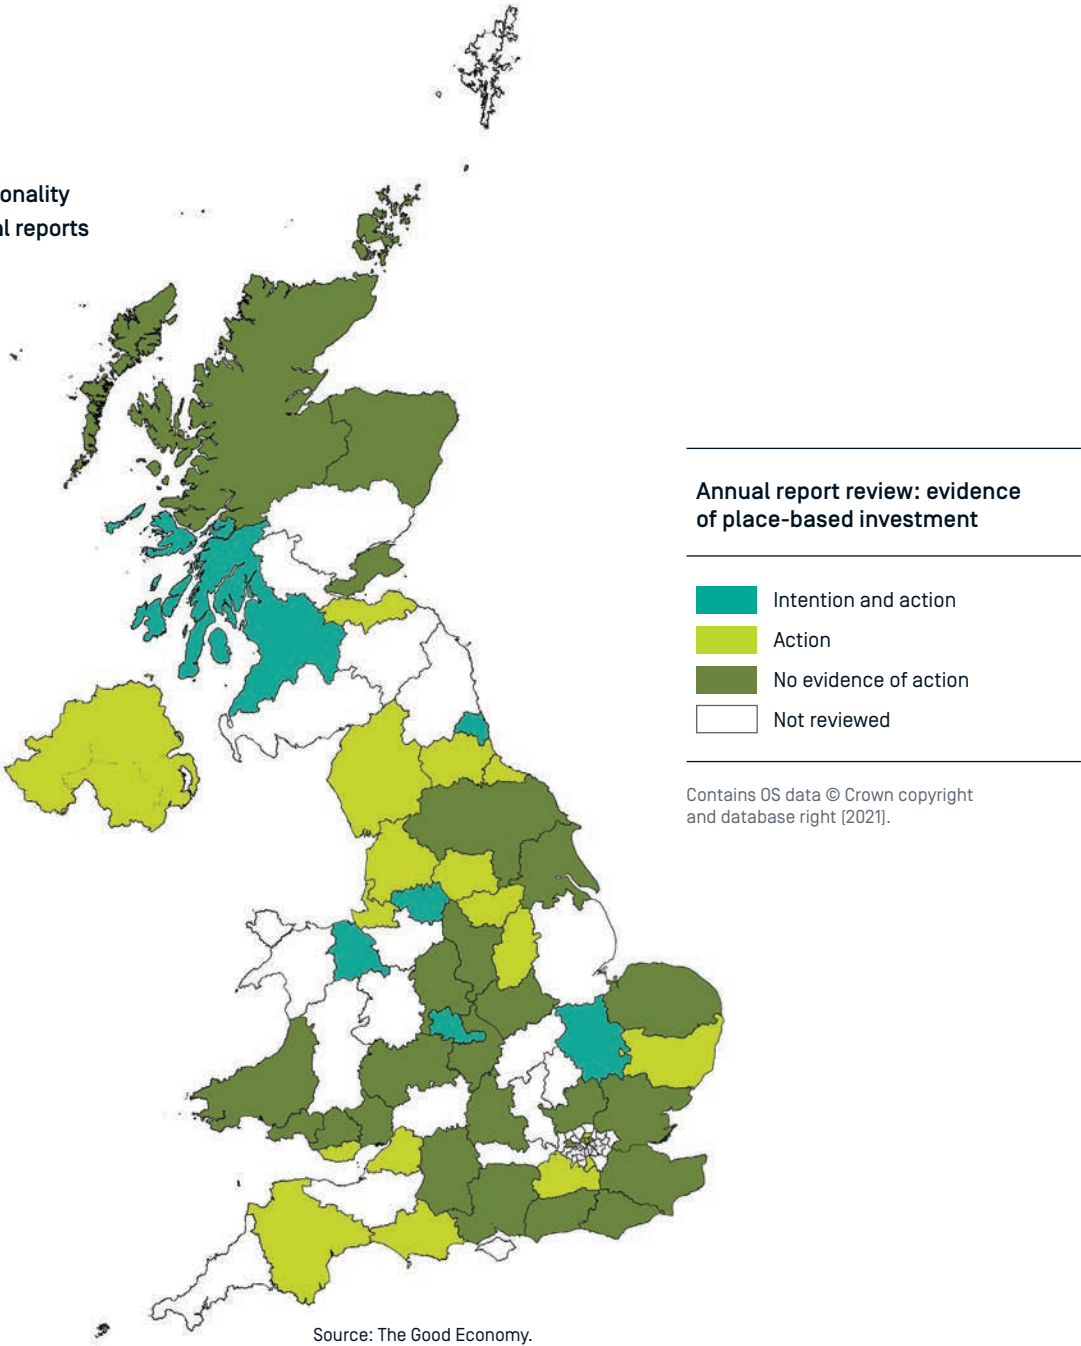 onality
al reports
Annual report review: evidence
of place-based investment
Intention and action
Action
No evidence of action
Not reviewed
Contains OS data © Crown copyright
and database right (2021).
Source: The Good Economy.